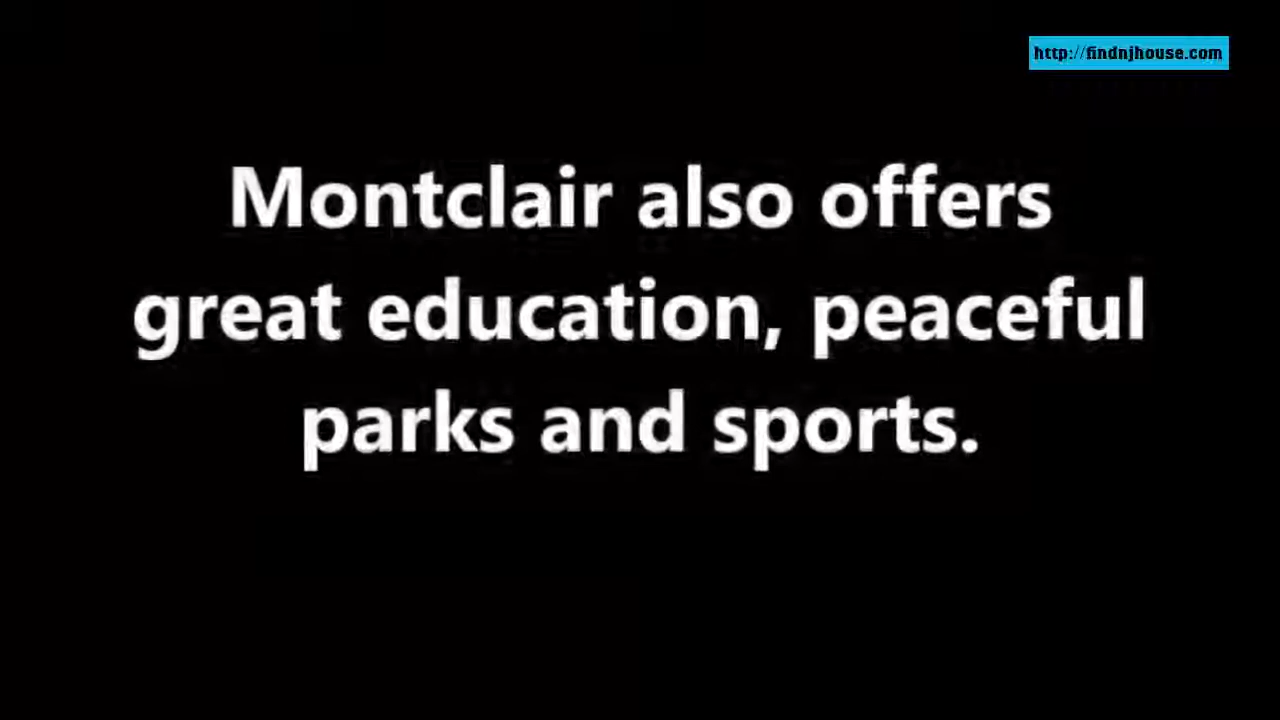 http://findnjhouse.com
Montclair also offers
great education, peaceful
parks and sports.